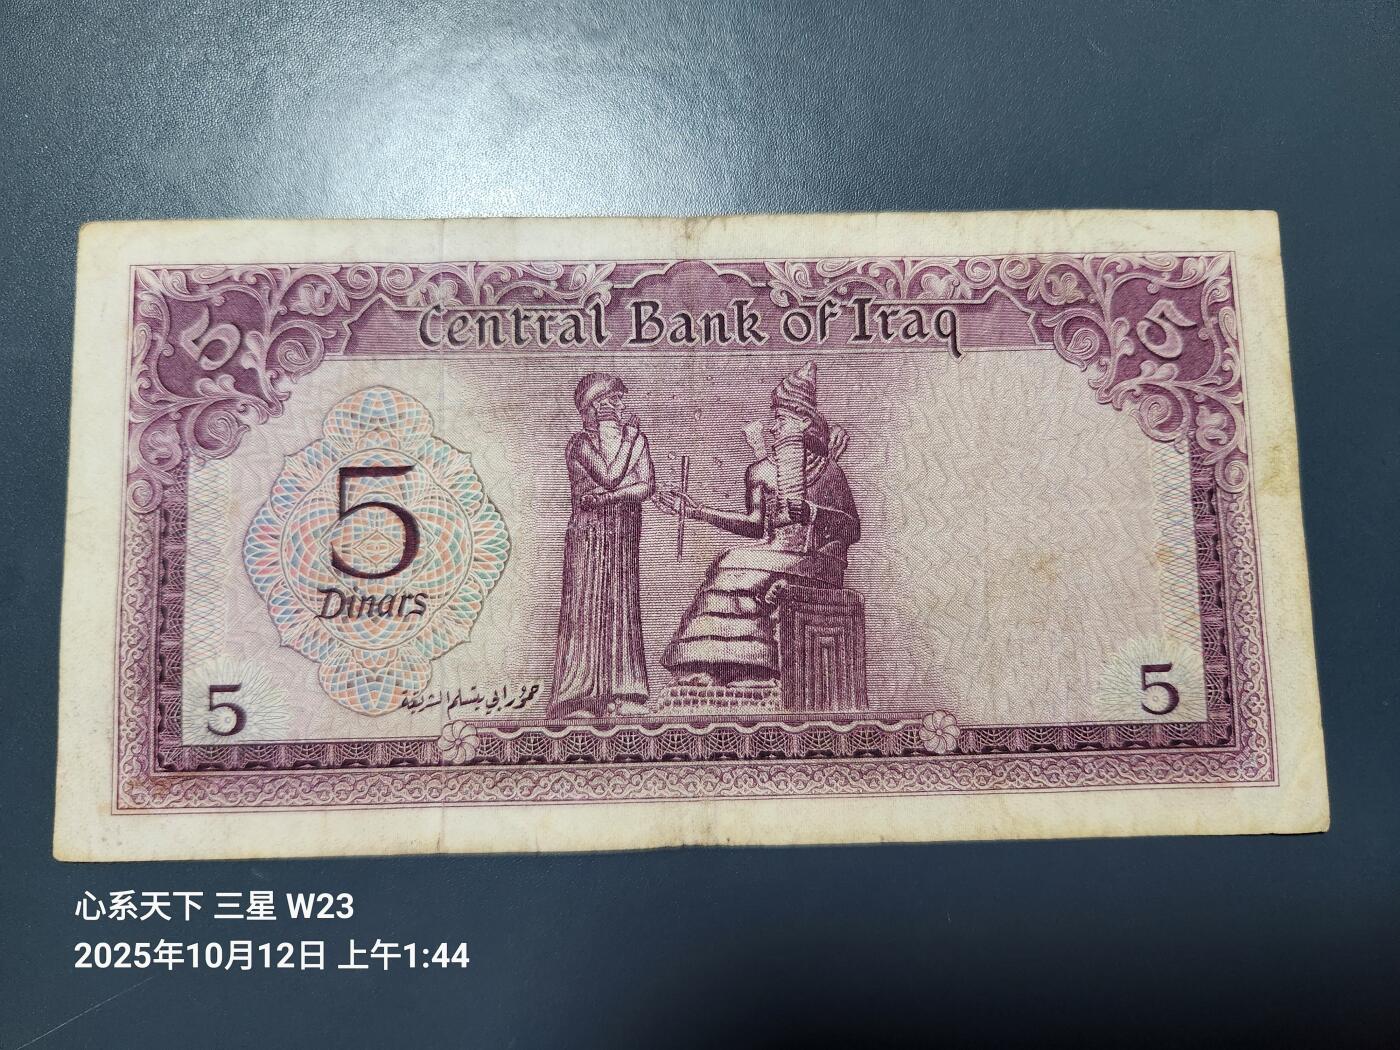 5 5
Central Bank of Iraq
5
Dinars
حمورابي يتسلم الشريعة
5 5
心系天下 三星 W23
2025年10月12日 上午1:44